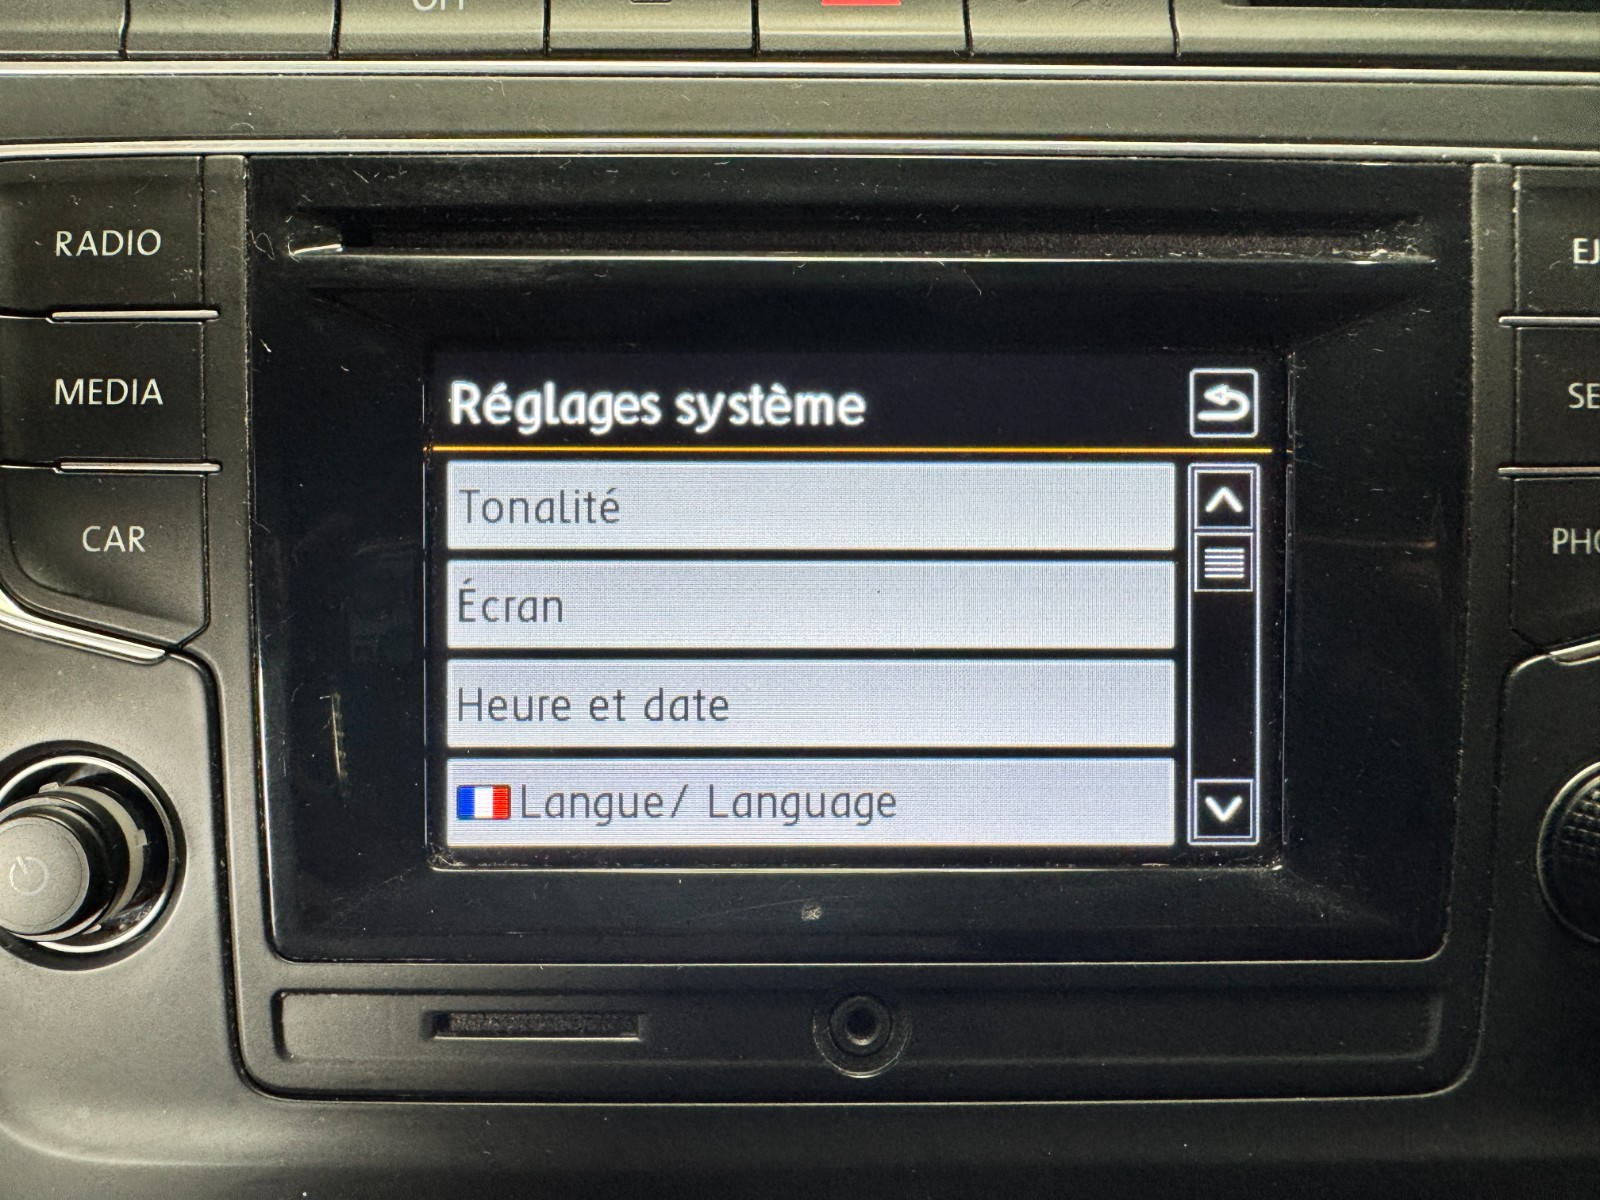 RADIO
MEDIA
CAR
Réglages système
Tonalité
Écran
Heure et date
Langue/ Language